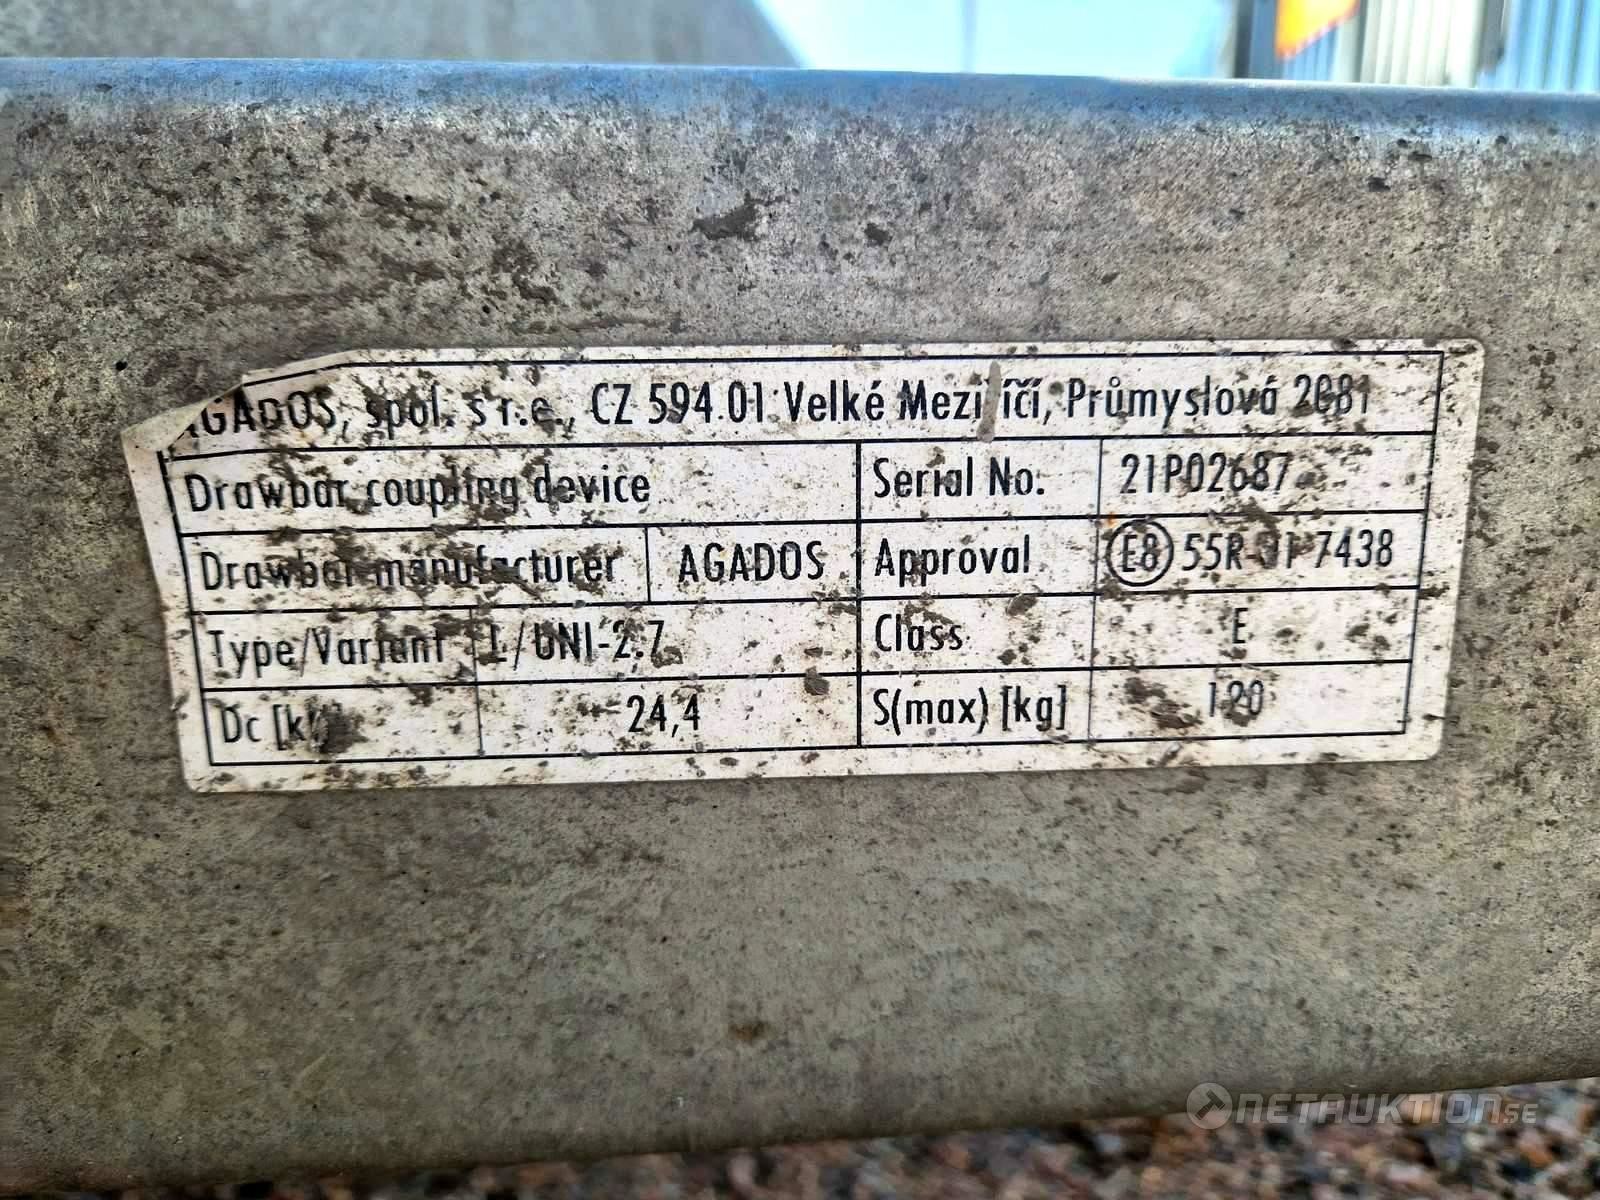 AGADOS, spol. s r.o., CZ 594 01 Velké Meziříčí, Průmyslová 2081
Drawbar coupling device Serial No. 21P02687
Drawbar manufacturer AGADOS Approval E8 55R-01 7438
Type/Variant L/UNI-2.7 Class E
Dc [kN] 24,4 S(max) [kg] 120
NETAUKTION.SE